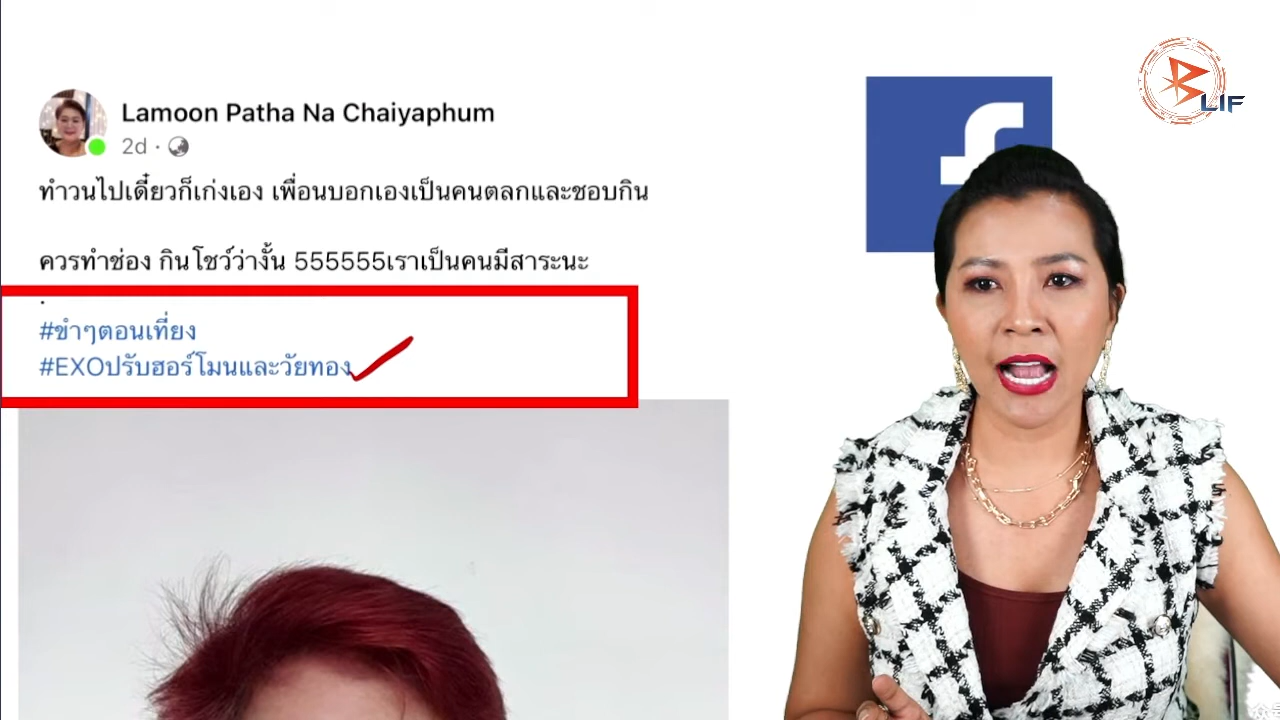 Lamoon Patha Na Chaiyaphum
2d ·
ทำวนไปเดี๋ยวก็เก่งเอง เพื่อนบอกเองเป็นคนตลกและชอบกิน
ควรทำช่อง กินโชว์ว่างั้น 555555เราเป็นคนมีสาระนะ
.
#ขำๆตอนเที่ยง
#EXOปรับฮอร์โมนและวัยทอง
B LIF